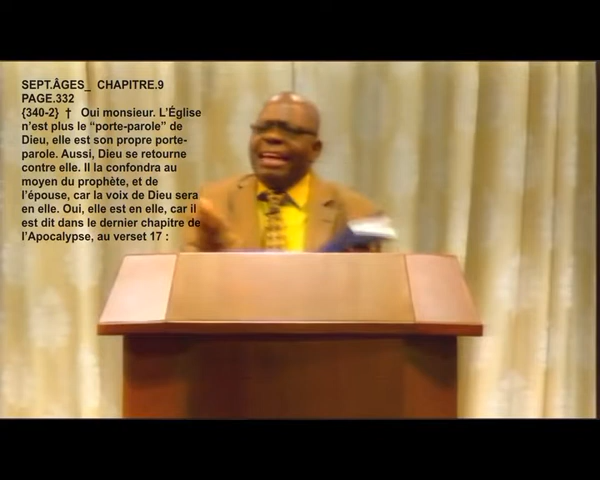 SEPT.ÂGES_ CHAPITRE.9
PAGE.332
{340-2} † Oui monsieur. L’Église
n’est plus le “porte-parole” de
Dieu, elle est son propre porte-
parole. Aussi, Dieu se retourne
contre elle. Il la confondra au
moyen du prophète, et de
l’épouse, car la voix de Dieu sera
en elle. Oui, elle est en elle, car il
est dit dans le dernier chapitre de
l’Apocalypse, au verset 17 :